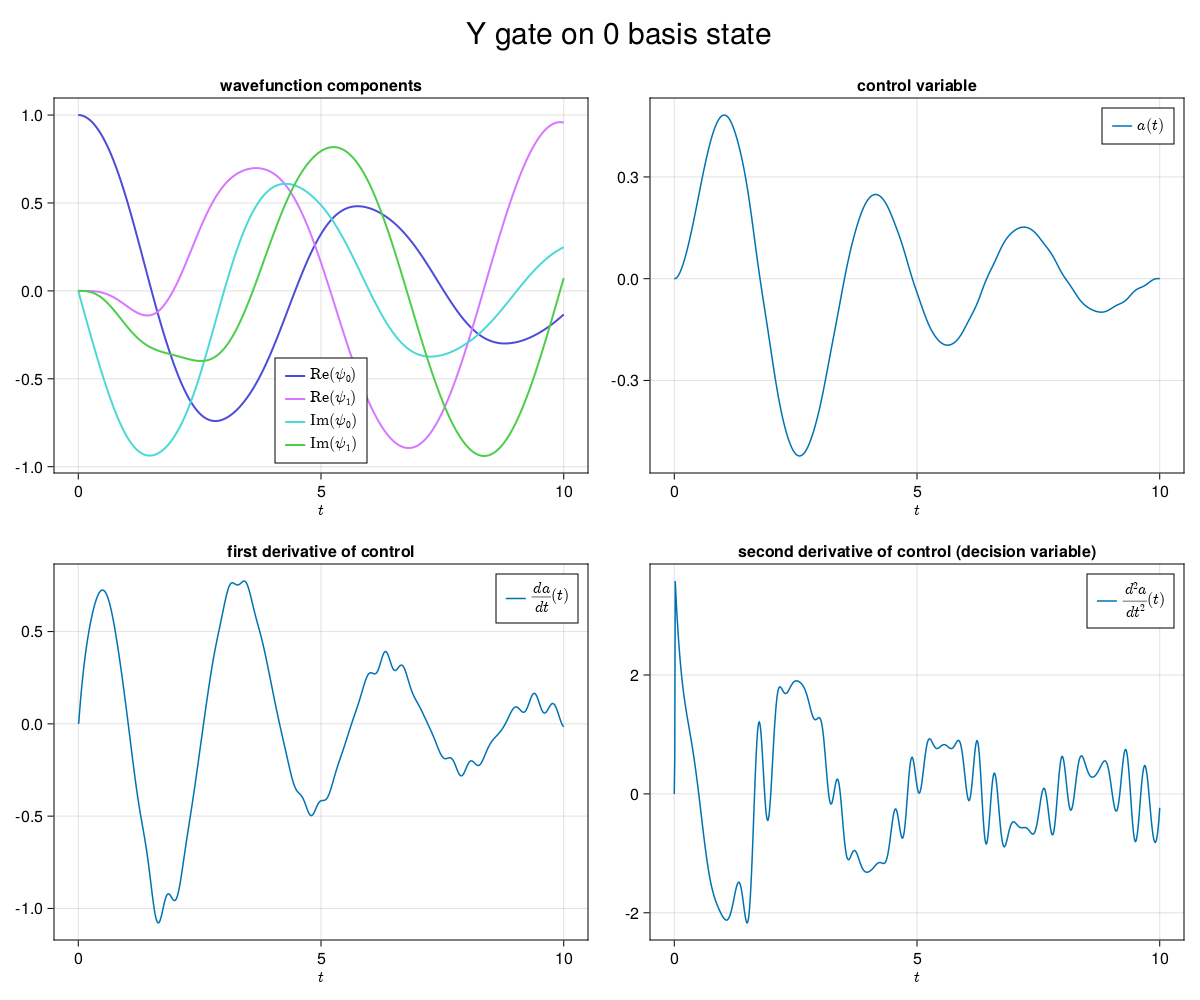 Y gate on 0 basis state
wavefunction components
1.0
0.5
0.0
-0.5
-1.0
Re(ψ₀)
Re(ψ₁)
Im(ψ₀)
Im(ψ₁)
0 5 10
t
control variable
0.3
0.0
-0.3
a(t)
0 5 10
t
first derivative of control
0.5
0.0
-0.5
-1.0
da/dt(t)
0 5 10
t
second derivative of control (decision variable)
2
0
-2
d²a/dt²(t)
0 5 10
t